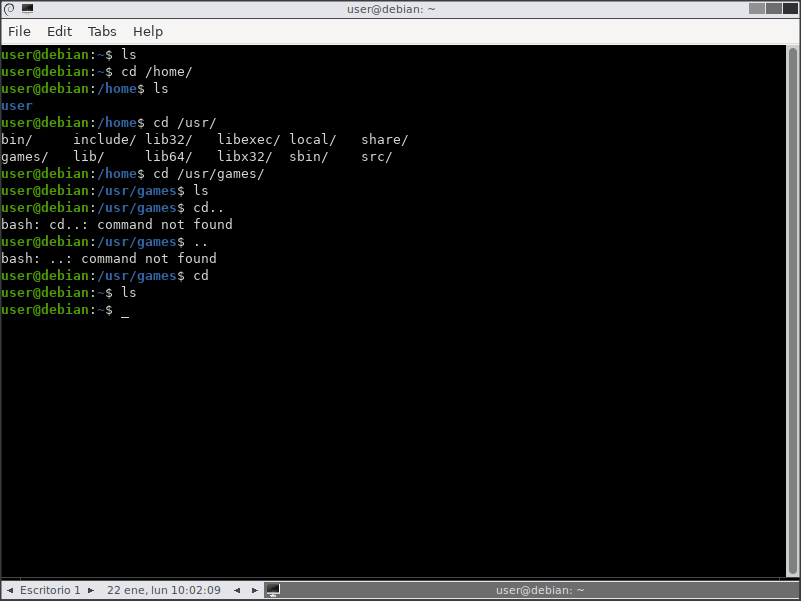 user@debian: ~
File Edit Tabs Help
user@debian:~$ ls
user@debian:~$ cd /home/
user@debian:/home$ ls
user
user@debian:/home$ cd /usr/
bin/     include/ lib32/   libexec/ local/   share/
games/   lib/     lib64/   libx32/  sbin/    src/
user@debian:/home$ cd /usr/games/
user@debian:/usr/games$ ls
user@debian:/usr/games$ cd..
bash: cd..: command not found
user@debian:/usr/games$ ..
bash: ..: command not found
user@debian:/usr/games$ cd
user@debian:~$ ls
user@debian:~$ _
Escritorio 1 22 ene, lun 10:02:09 user@debian: ~